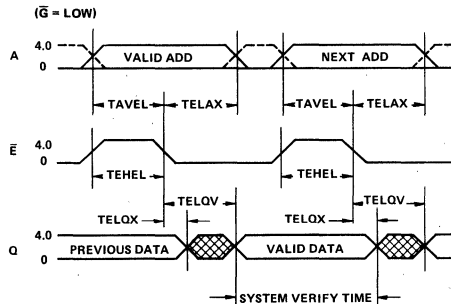 (G̅ = LOW)
A
4.0
0
VALID ADD
NEXT ADD
TAVEL
TELAX
TAVEL
TELAX
E̅
4.0
0
TEHEL
TEHEL
TELQV
TELQV
TELQX
TELQX
Q
4.0
0
PREVIOUS DATA
VALID DATA
SYSTEM VERIFY TIME